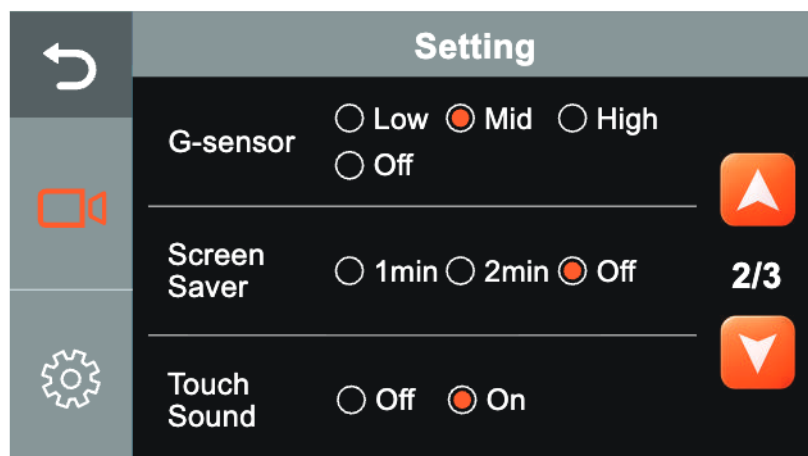 Setting
G-sensor
Low Mid High
Off
Screen
Saver
1min 2min Off
2/3
Touch
Sound
Off On